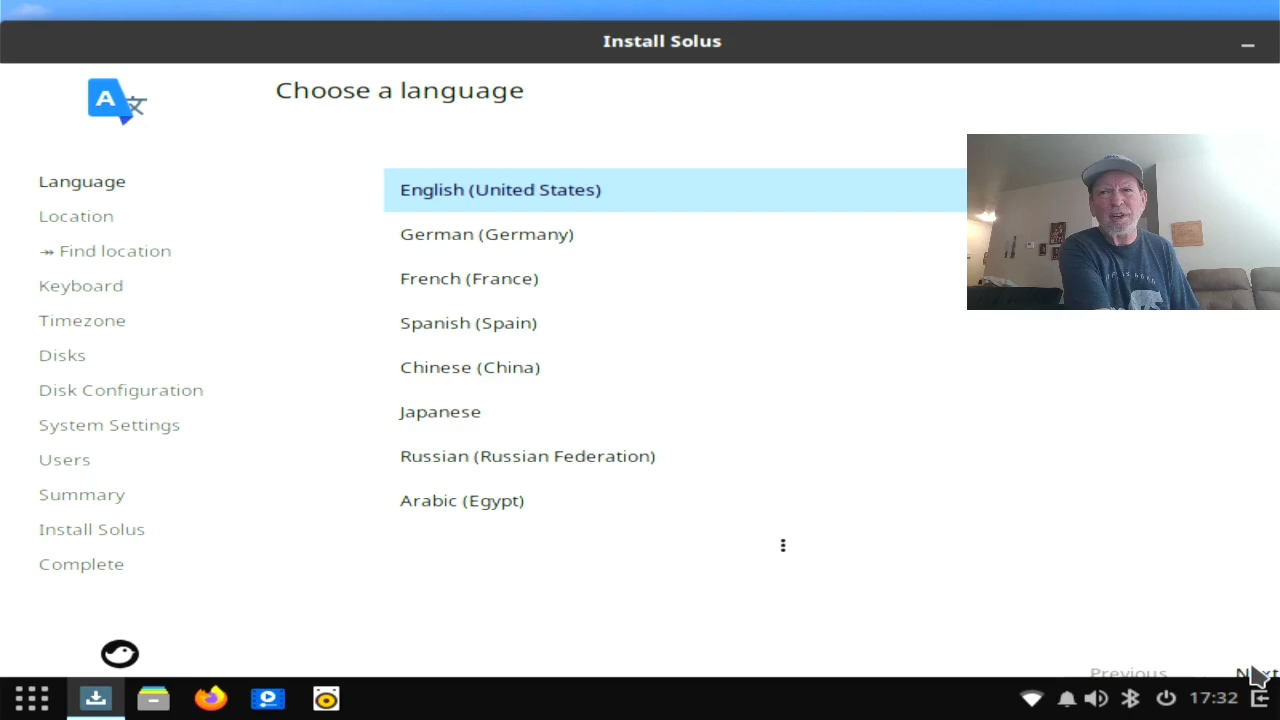 Install Solus
Choose a language
Language
Location
↠ Find location
Keyboard
Timezone
Disks
Disk Configuration
System Settings
Users
Summary
Install Solus
Complete
English (United States)
German (Germany)
French (France)
Spanish (Spain)
Chinese (China)
Japanese
Russian (Russian Federation)
Arabic (Egypt)
Previous
17:32